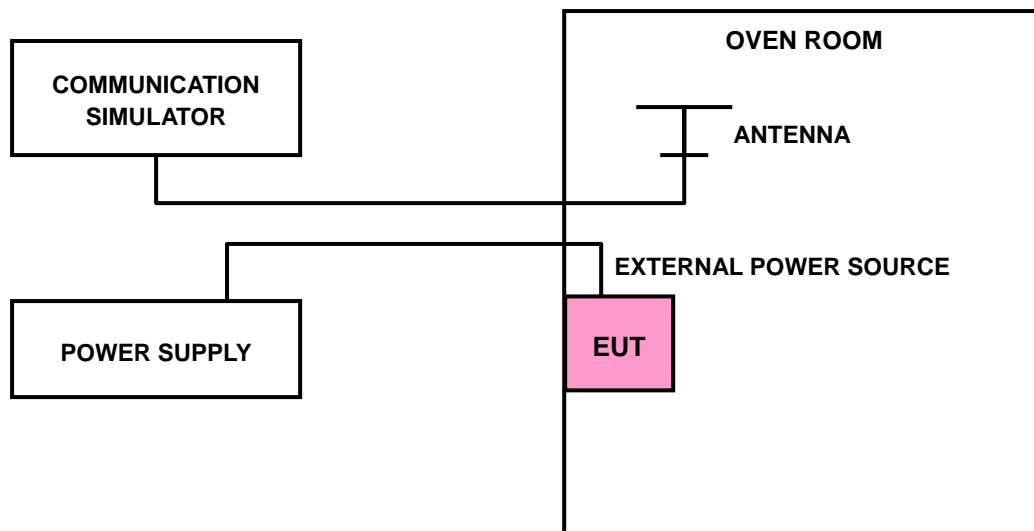 OVEN ROOM
COMMUNICATION
SIMULATOR
ANTENNA
EXTERNAL POWER SOURCE
POWER SUPPLY
EUT